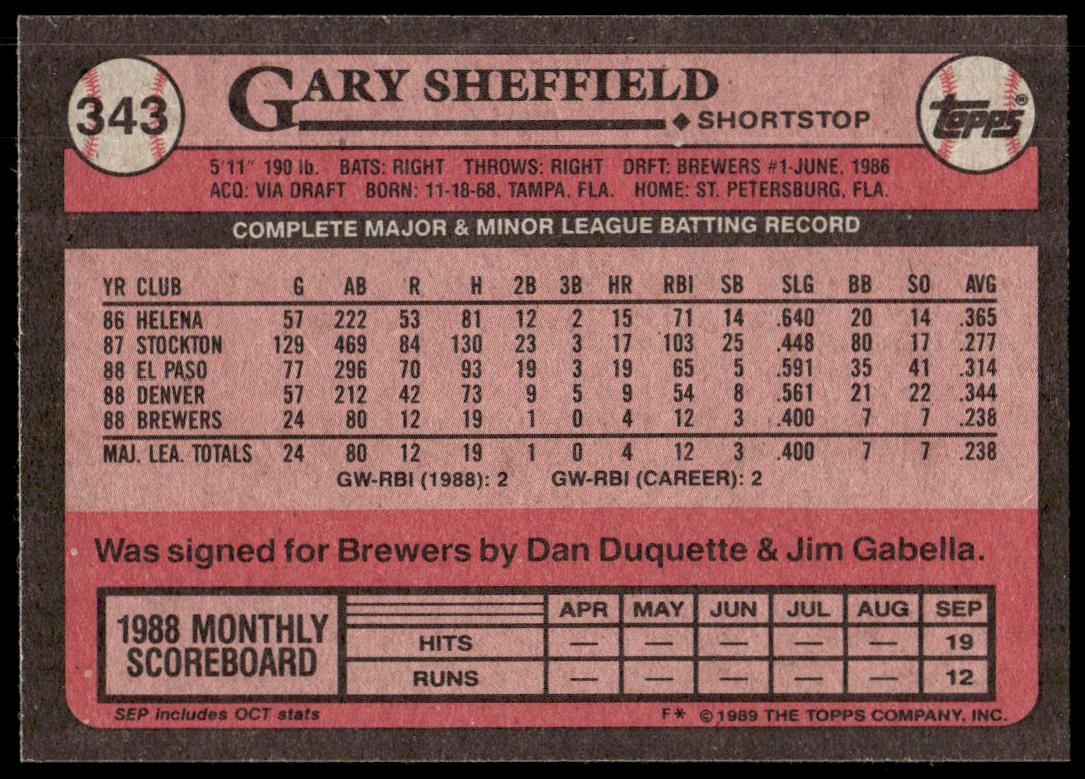 343
GARY SHEFFIELD
◆ SHORTSTOP
TOPPS®
5'11" 190 lb. BATS: RIGHT THROWS: RIGHT DRFT: BREWERS #1-JUNE, 1986
ACQ: VIA DRAFT BORN: 11-18-68, TAMPA, FLA. HOME: ST. PETERSBURG, FLA.
COMPLETE MAJOR & MINOR LEAGUE BATTING RECORD
YR CLUB G AB R H 2B 3B HR RBI SB SLG BB SO AVG
86 HELENA 57 222 53 81 12 2 15 71 14 .640 20 14 .365
87 STOCKTON 129 469 84 130 23 3 17 103 25 .448 80 17 .277
88 EL PASO 77 296 70 93 19 3 19 65 5 .591 35 41 .314
88 DENVER 57 212 42 73 9 5 9 54 8 .561 21 22 .344
88 BREWERS 24 80 12 19 1 0 4 12 3 .400 7 7 .238
MAJ. LEA. TOTALS 24 80 12 19 1 0 4 12 3 .400 7 7 .238
GW-RBI (1988): 2 GW-RBI (CAREER): 2
Was signed for Brewers by Dan Duquette & Jim Gabella.
1988 MONTHLY
SCOREBOARD
APR MAY JUN JUL AUG SEP
HITS — — — — — 19
RUNS — — — — — 12
SEP includes OCT stats
F* ©1989 THE TOPPS COMPANY, INC.